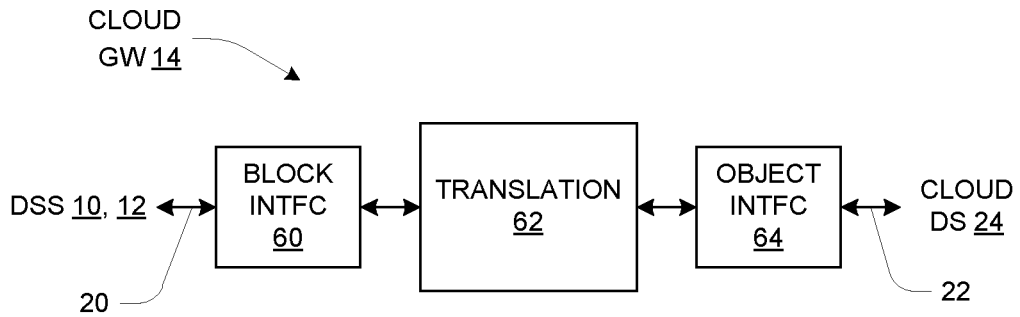 CLOUD
GW 14
DSS 10, 12
BLOCK
INTFC
60
TRANSLATION
62
OBJECT
INTFC
64
CLOUD
DS 24
20
22